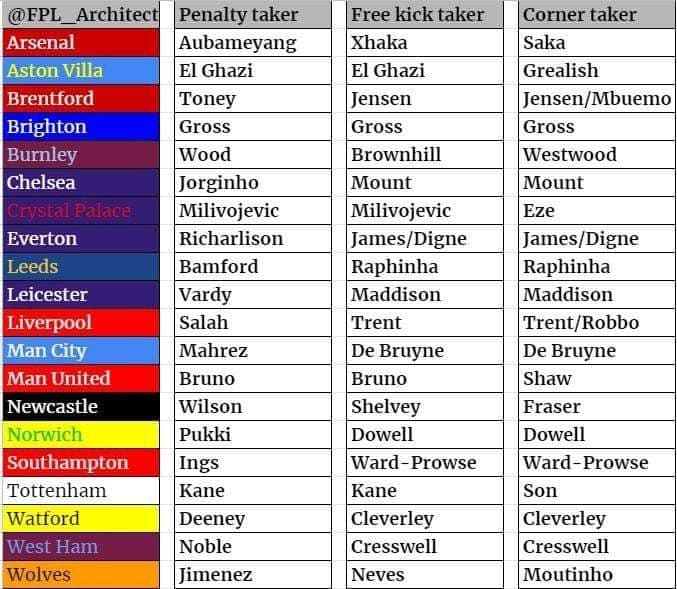 @FPL_Architect Penalty taker Free kick taker Corner taker
Arsenal Aubameyang Xhaka Saka
Aston Villa El Ghazi El Ghazi Grealish
Brentford Toney Jensen Jensen/Mbuemo
Brighton Gross Gross Gross
Burnley Wood Brownhill Westwood
Chelsea Jorginho Mount Mount
Crystal Palace Milivojevic Milivojevic Eze
Everton Richarlison James/Digne James/Digne
Leeds Bamford Raphinha Raphinha
Leicester Vardy Maddison Maddison
Liverpool Salah Trent Trent/Robbo
Man City Mahrez De Bruyne De Bruyne
Man United Bruno Bruno Shaw
Newcastle Wilson Shelvey Fraser
Norwich Pukki Dowell Dowell
Southampton Ings Ward-Prowse Ward-Prowse
Tottenham Kane Kane Son
Watford Deeney Cleverley Cleverley
West Ham Noble Cresswell Cresswell
Wolves Jimenez Neves Moutinho